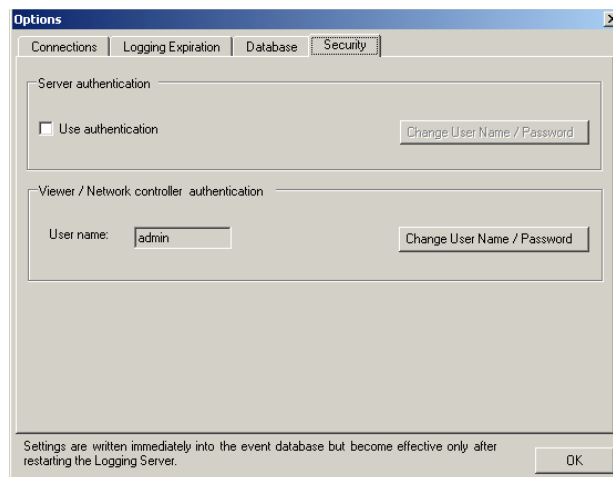 Options
Connections Logging Expiration Database Security
Server authentication
Use authentication Change User Name / Password
Viewer / Network controller authentication
User name: admin Change User Name / Password
Settings are written immediately into the event database but become effective only after
restarting the Logging Server. OK